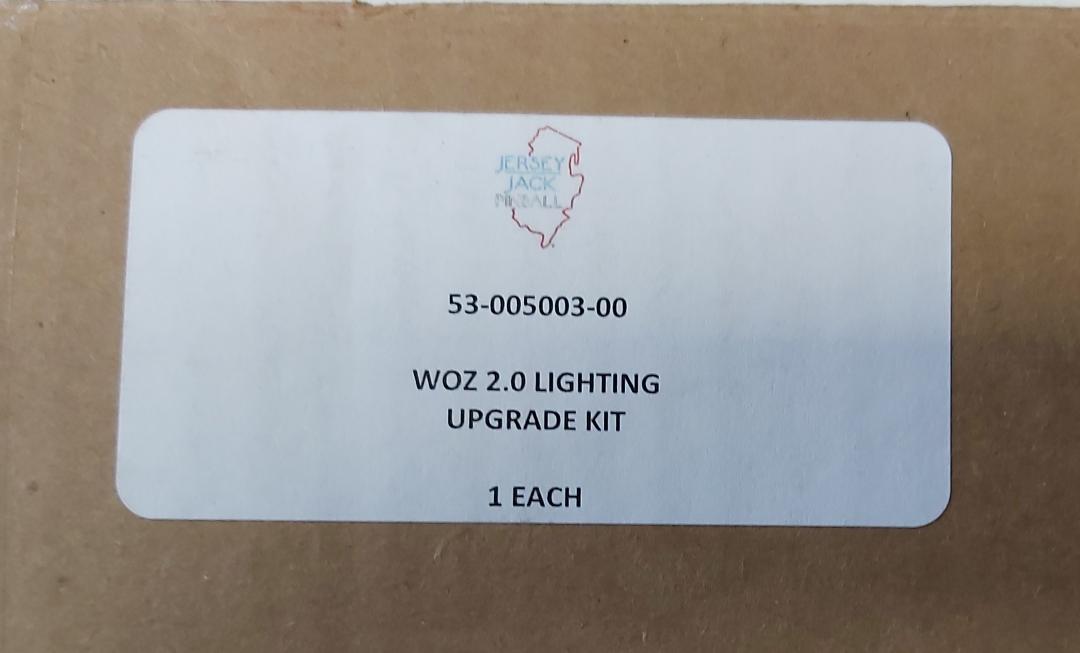 JERSEY
JACK
PINBALL
53-005003-00
WOZ 2.0 LIGHTING
UPGRADE KIT
1 EACH